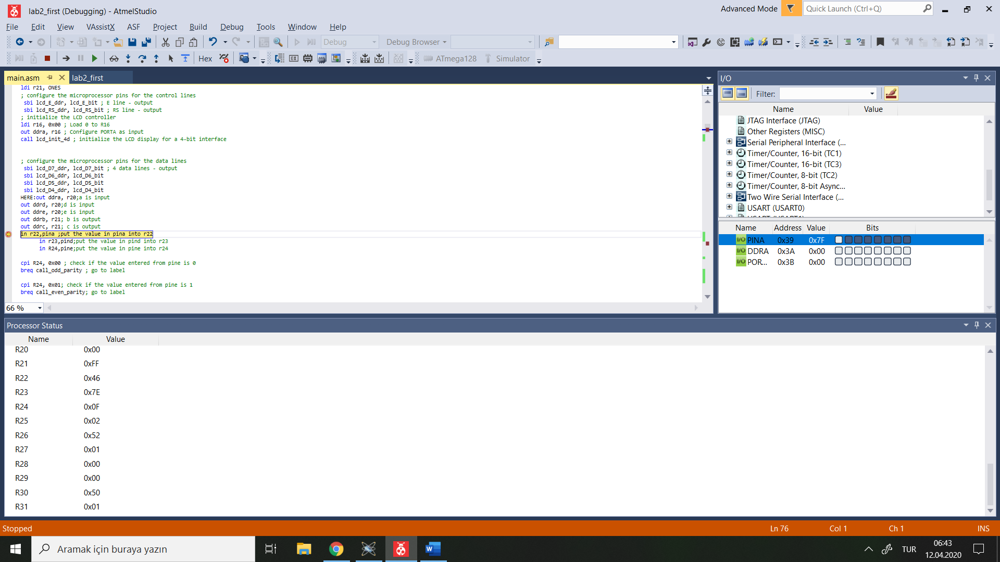 lab2_first (Debugging) - AtmelStudio
Advanced Mode
Quick Launch (Ctrl+Q)
File Edit View VAssistX ASF Project Build Debug Tools Window Help
Debug
Debug Browser
Hex
ATmega128
Simulator
main.asm
lab2_first
ldi r21, ONES
; configure the microprocessor pins for the control lines
sbi lcd_E_ddr, lcd_E_bit ; E line - output
sbi lcd_RS_ddr, lcd_RS_bit ; RS line - output
; initialize the LCD controller
ldi r16, 0x00 ; Load 0 to R16
out ddra, r16 ; Configure PORTA as input
call lcd_init_4d ; initialize the LCD display for a 4-bit interface
; configure the microprocessor pins for the data lines
sbi lcd_D7_ddr, lcd_D7_bit ; 4 data lines - output
sbi lcd_D6_ddr, lcd_D6_bit
sbi lcd_D5_ddr, lcd_D5_bit
sbi lcd_D4_ddr, lcd_D4_bit
HERE:out ddra, r20;a is input
out ddrd, r20;d is input
out ddre, r20;e is input
out ddrb, r21; b is output
out ddrc, r21; c is output
in r22,pina ;put the value in pina into r22
in r23,pind;put the value in pind into r23
in R24,pine;put the value in pine into r24
cpi R24, 0x00 ; check if the value entered from pine is 0
breq call_odd_parity ; go to label
cpi R24, 0x01; check if the value entered from pine is 1
breq call_even_parity; go to label
66 %
I/O
Filter:
Name Value
JTAG Interface (JTAG)
Other Registers (MISC)
Serial Peripheral Interface (...
Timer/Counter, 16-bit (TC1)
Timer/Counter, 16-bit (TC3)
Timer/Counter, 8-bit (TC2)
Timer/Counter, 8-bit Async...
Two Wire Serial Interface (...
USART (USART0)
Name Address Value Bits
I/O PINA 0x39 0x7F
I/O DDRA 0x3A 0x00
I/O POR... 0x3B 0x00
Processor Status
Name Value
R20 0x00
R21 0xFF
R22 0x46
R23 0x7E
R24 0x0F
R25 0x02
R26 0x52
R27 0x01
R28 0x00
R29 0x00
R30 0x50
R31 0x01
Stopped
Ln 76
Col 1
Ch 1
INS
Aramak için buraya yazın
TUR
06:43
12.04.2020